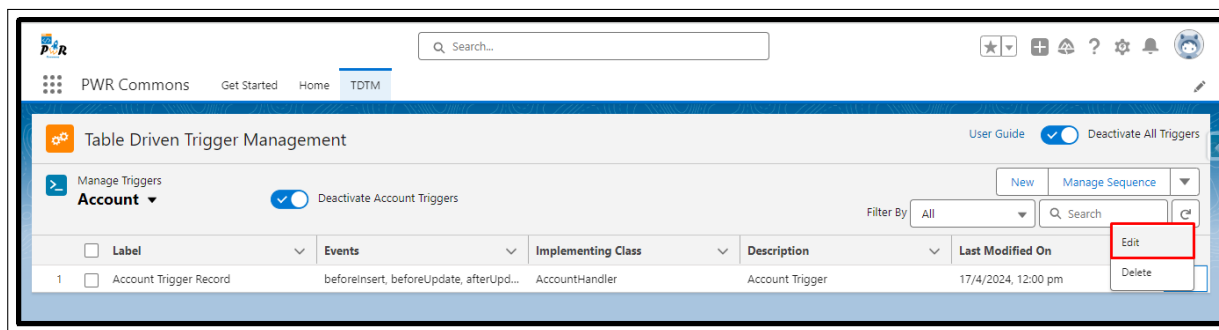 PWR
Search...
PWR Commons Get Started Home TDTM
Table Driven Trigger Management
User Guide Deactivate All Triggers
Manage Triggers
Account
Deactivate Account Triggers
New Manage Sequence
Filter By All Search
Label Events Implementing Class Description Last Modified On
Edit
Delete
1 Account Trigger Record beforeInsert, beforeUpdate, afterUpd... AccountHandler Account Trigger 17/4/2024, 12:00 pm